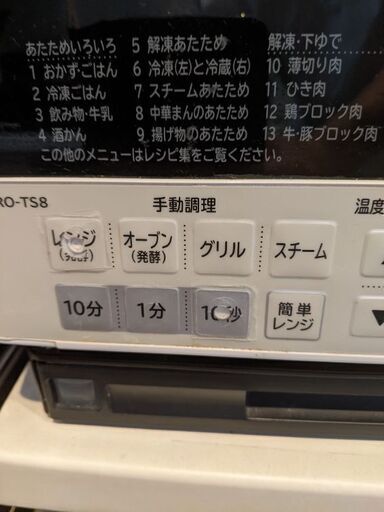 あたためいろいろ
1 おかず・ごはん
2 冷凍ごはん
3 飲み物・牛乳
4 酒かん
5 解凍あたため
6 冷凍(左)と冷蔵(右)
7 スチームあたため
8 中華まんのあたため
9 揚げ物のあたため
この他のメニューはレシピ集をご覧ください。
解凍・下ゆで
10 薄切り肉
11 ひき肉
12 鶏ブロック肉
13 牛・豚ブロック肉
RO-TS8
手動調理
温度
レンジ
オーブン
(発酵)
グリル
スチーム
10分
1分
10秒
簡単
レンジ